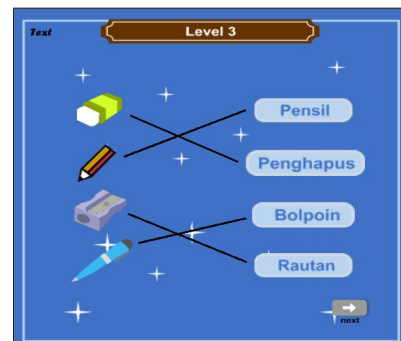 Text
Level 3
Pensil
Penghapus
Bolpoin
Rautan
next